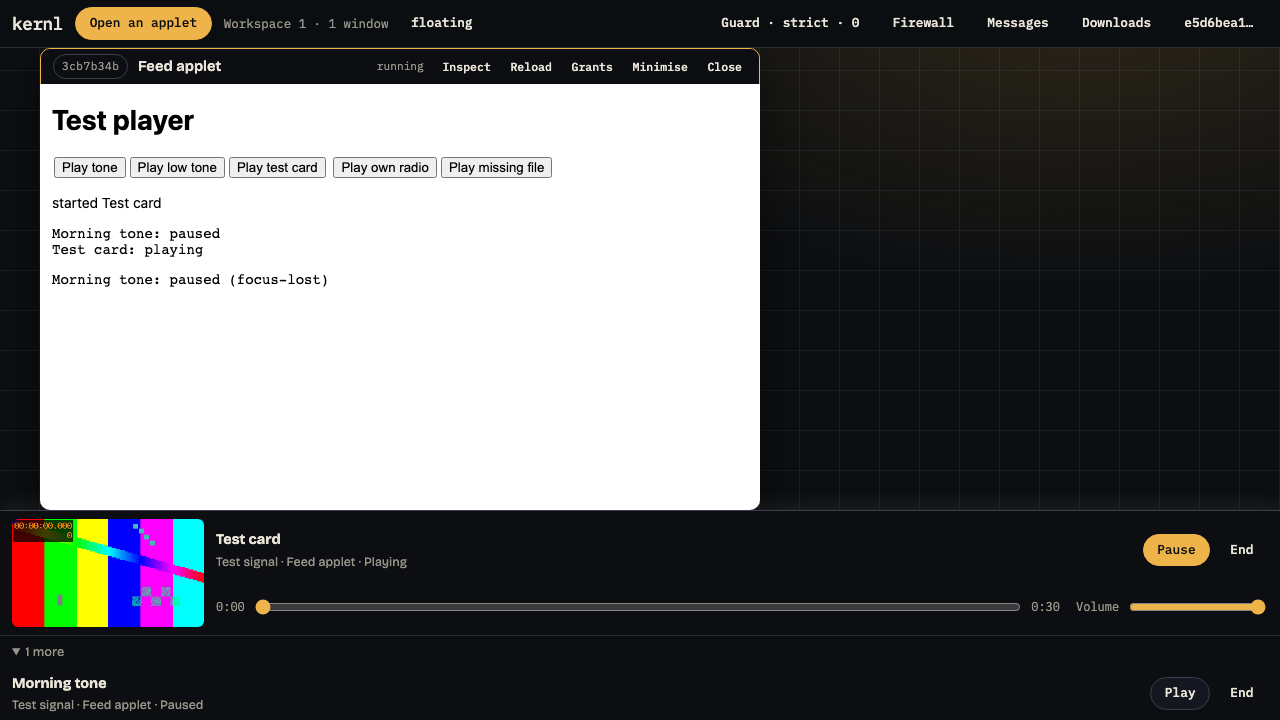 kernl Open an applet Workspace 1 · 1 window floating Guard · strict · 0 Firewall Messages Downloads e5d6bea1…
3cb7b34b Feed applet running Inspect Reload Grants Minimise Close
Test player
Play tone Play low tone Play test card Play own radio Play missing file
started Test card
Morning tone: paused
Test card: playing
Morning tone: paused (focus-lost)
00:00:00.000
0
Test card
Test signal · Feed applet · Playing
Pause End
0:00 0:30 Volume
▼ 1 more
Morning tone
Test signal · Feed applet · Paused
Play End